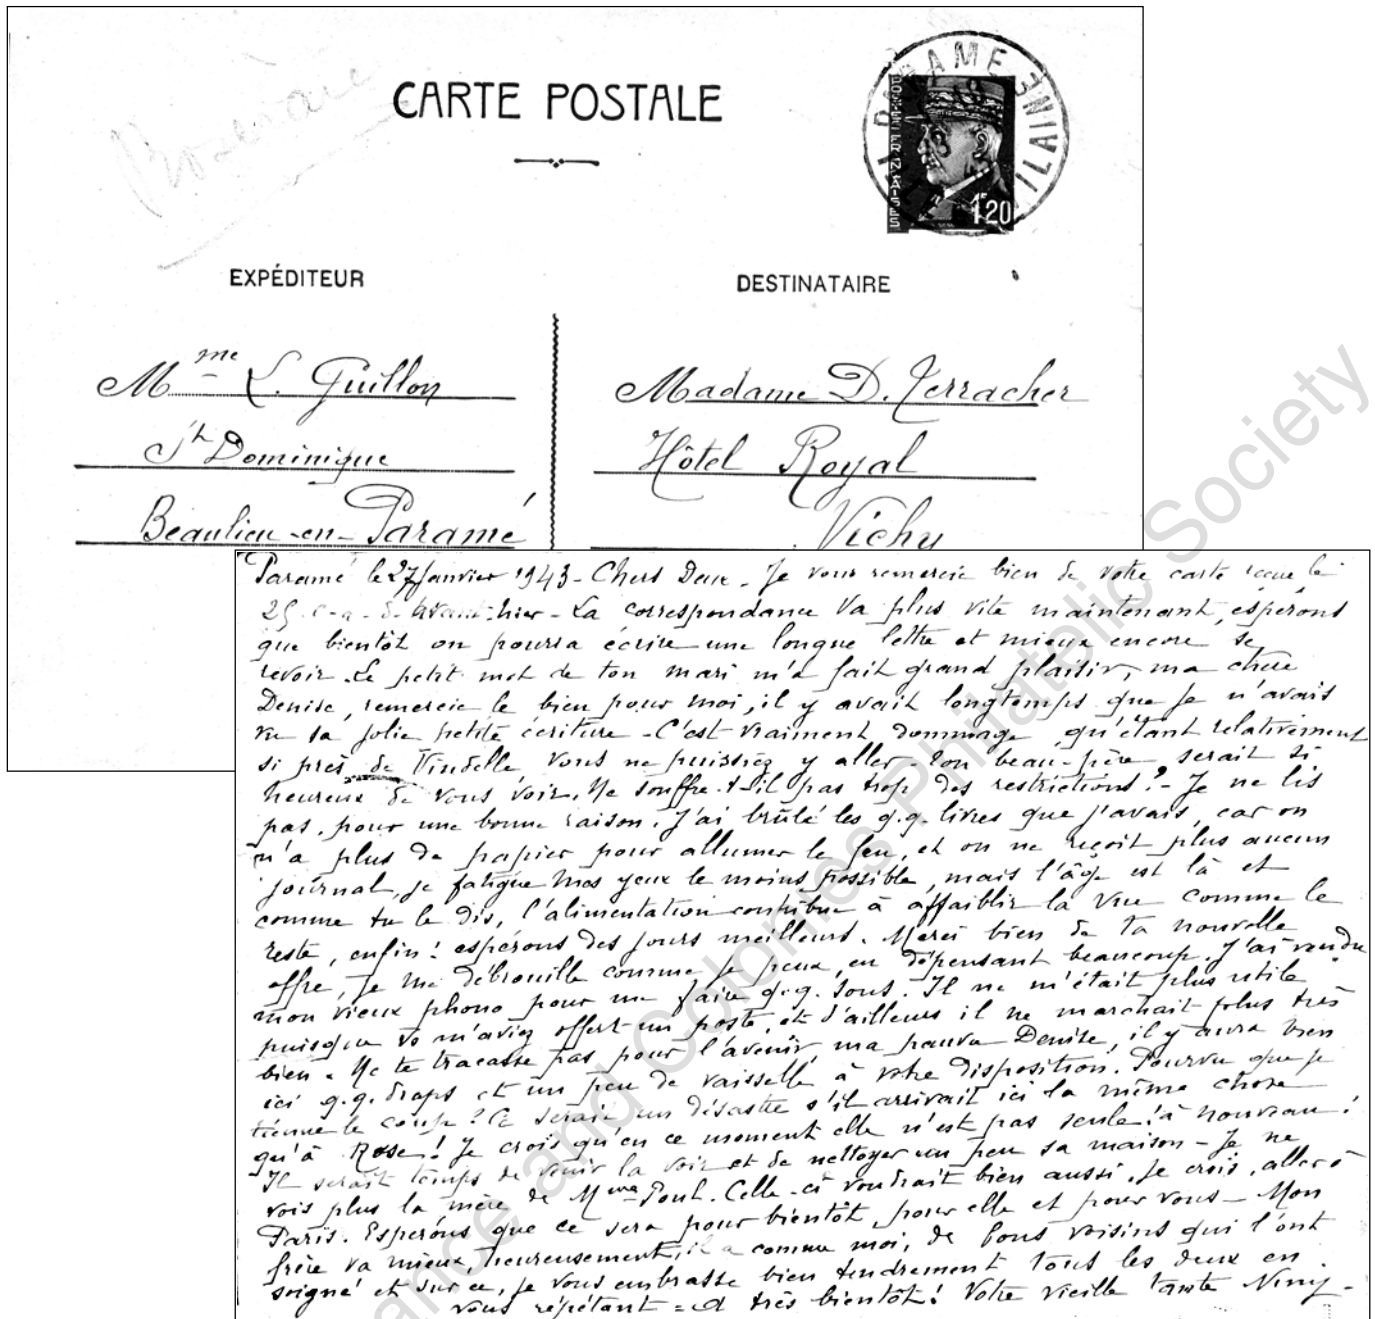 CARTE POSTALE
PARAMÉ
ILLE VILAINE
POSTES FRANÇAISES
1F20
EXPÉDITEUR
DESTINATAIRE
Mme L. Guillon
St Dominique
Beaulieu-en-Paramé
Madame D. Terracher
Hôtel Royal
Vichy
Paramé le 27 Janvier 1943 - Chers Deux - Je vous remercie bien de votre carte reçue le
25 c-a-d avant-hier - La correspondance va plus vite maintenant, espérons
que bientôt on pourra écrire une longue lettre et mieux encore se
revoir. Le petit mot de ton mari m'a fait grand plaisir, ma chère
Denise, remercie le bien pour moi, il y avait longtemps que je n'avais
vu sa jolie petite écriture - C'est vraiment dommage qu'étant relativement
si près de Vindelle vous ne puissiez y aller - ton beau-père serait si
heureux de vous voir. Ne souffre-t-il pas trop des restrictions ? - Je ne lis
pas, pour une bonne raison. J'ai brûlé les q.q. livres que j'avais, car on
n'a plus de papier pour allumer le feu, et on ne reçoit plus aucun
journal, je fatigue mes yeux le moins possible, mais l'âge est là et
comme tu le dis, l'alimentation contribue à affaiblir la vue comme le
reste, enfin ! espérons des jours meilleurs. Merci bien de ta nouvelle
offre, je me débrouille comme je peux, en dépensant beaucoup. J'ai vendu
mon vieux phono pour me faire q.q. sous. Il ne m'était plus utile
puisque vs m'aviez offert un poste, et d'ailleurs il ne marchait plus très
bien. Ne te tracasse pas pour l'avenir, ma pauvre Denise, il y aura bien
ici q.q. draps et un peu de vaisselle à votre disposition. Pourvu que je
tienne le coup ? Ce serait un désastre s'il arrivait ici la même chose
qu'à Rose ! Je crois qu'en ce moment elle n'est pas seule ! à nouveau !
Il serait temps de venir la voir et de nettoyer un peu sa maison - Je ne
vois plus la mère de Mme Pouh. Celle-ci voudrait bien aussi, je crois, aller à
Paris. Espérons que ce sera pour bientôt, pour elle et pour vous - Mon
frère va mieux, heureusement, il a comme moi, de bons voisins qui l'ont
soigné et sur ce, je vous embrasse bien tendrement tous les deux en
vous répétant = à très bientôt ! Votre vieille tante Niny -
France and Colonies Philatelic Society